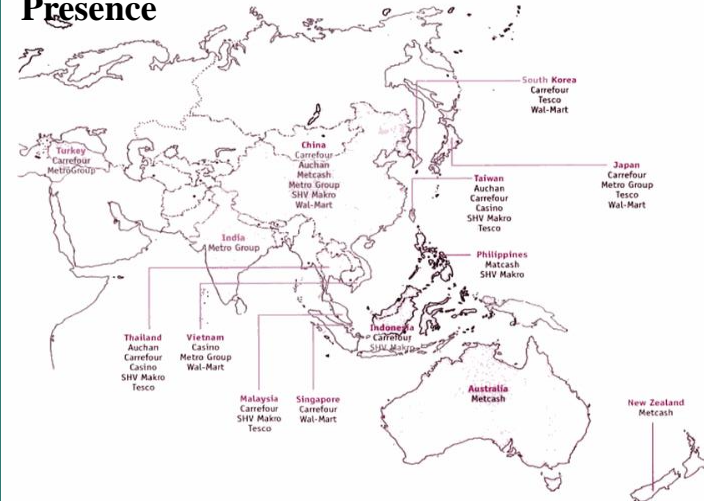 Presence
South Korea
Carrefour
Tesco
Wal-Mart
Turkey
Carrefour
MetroGroup
China
Carrefour
Auchan
Metcash
Metro Group
SHV Makro
Wal-Mart
Japan
Carrefour
Metro Group
Tesco
Wal-Mart
Taiwan
Auchan
Carrefour
Casino
SHV Makro
Tesco
India
Metro Group
Philippines
Matcash
SHV Makro
Thailand
Auchan
Carrefour
Casino
SHV Makro
Tesco
Vietnam
Casino
Metro Group
Wal-Mart
Indonesia
Carrefour
SHV Makro
Malaysia
Carrefour
SHV Makro
Tesco
Singapore
Carrefour
Wal-Mart
Australia
Metcash
New Zealand
Metcash